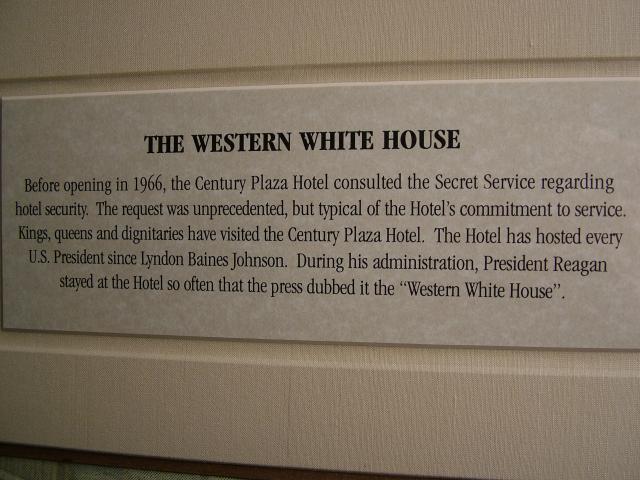 THE WESTERN WHITE HOUSE
Before opening in 1966, the Century Plaza Hotel consulted the Secret Service regarding
hotel security. The request was unprecedented, but typical of the Hotel's commitment to service.
Kings, queens and dignitaries have visited the Century Plaza Hotel. The Hotel has hosted every
U.S. President since Lyndon Baines Johnson. During his administration, President Reagan
stayed at the Hotel so often that the press dubbed it the “Western White House”.